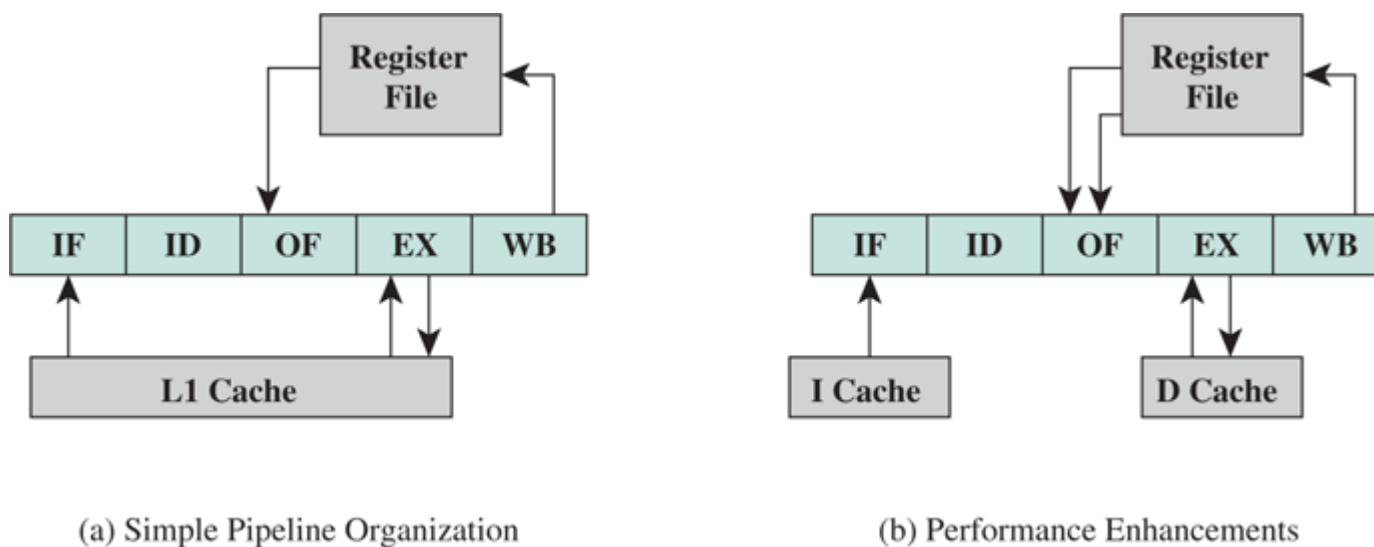 Register
File
IF ID OF EX WB
L1 Cache
(a) Simple Pipeline Organization
Register
File
IF ID OF EX WB
I Cache
D Cache
(b) Performance Enhancements